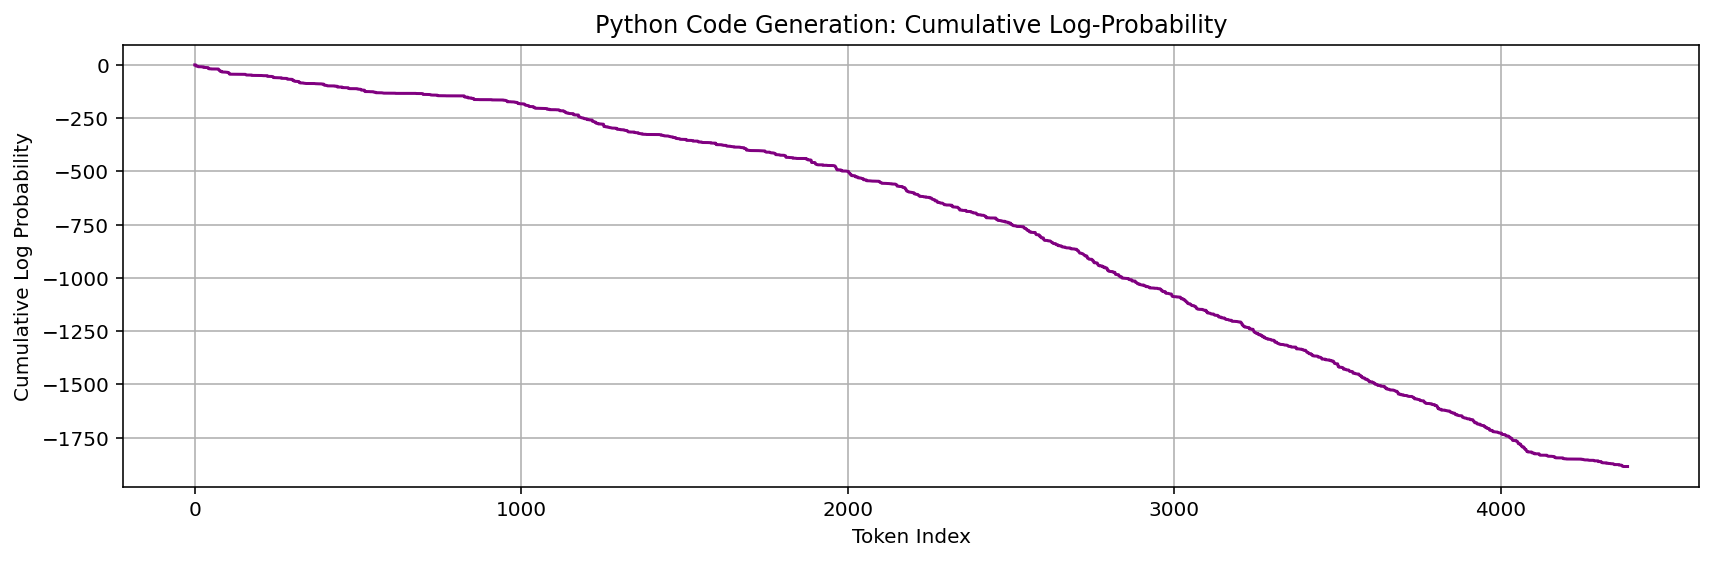 Python Code Generation: Cumulative Log-Probability
Cumulative Log Probability
0
−250
−500
−750
−1000
−1250
−1500
−1750
0 1000 2000 3000 4000
Token Index